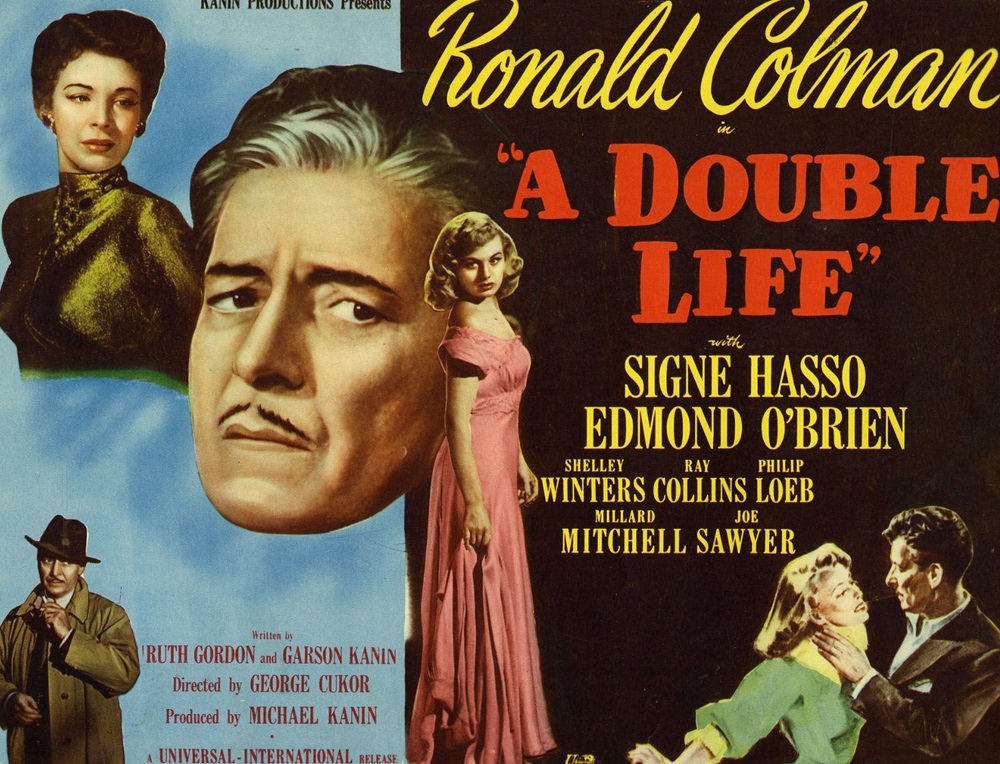 KANIN PRODUCTIONS Presents
Ronald Colman
in
"A DOUBLE
LIFE"
with
SIGNE HASSO
EDMOND O'BRIEN
SHELLEY RAY PHILIP
WINTERS COLLINS LOEB
MILLARD JOE
MITCHELL SAWYER
Written by
RUTH GORDON and GARSON KANIN
Directed by GEORGE CUKOR
Produced by MICHAEL KANIN
A UNIVERSAL-INTERNATIONAL RELEASE